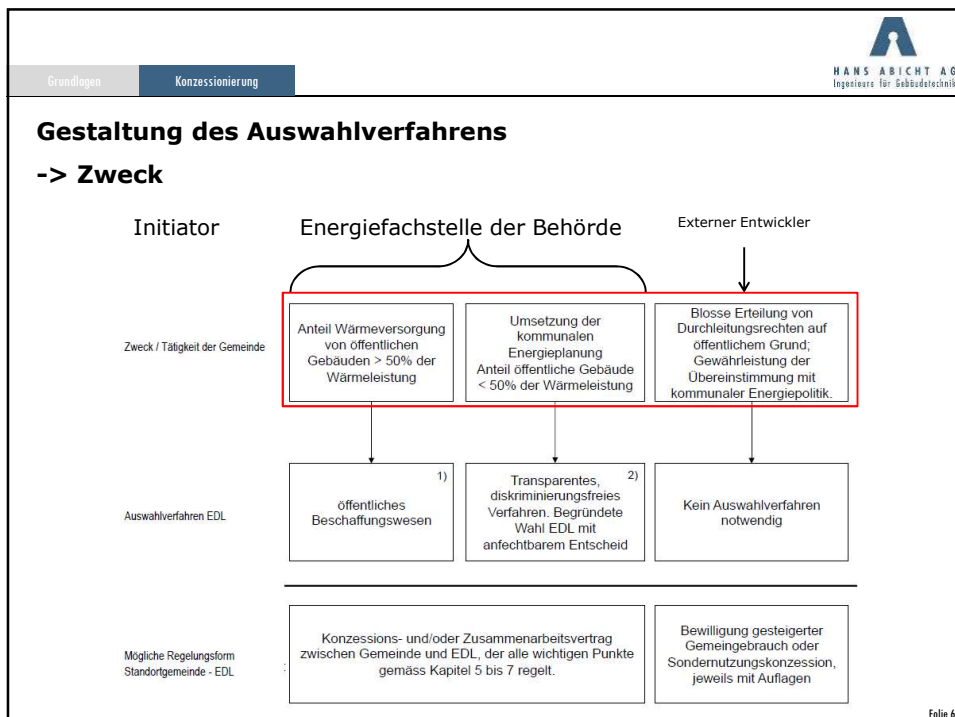 HANS ABICHT AG
Ingenieure für Gebäudetechnik
Grundlagen
Konzessionierung
Gestaltung des Auswahlverfahrens
-> Zweck
Initiator
Energiefachstelle der Behörde
Externer Entwickler
Zweck / Tätigkeit der Gemeinde
Anteil Wärmeversorgung
von öffentlichen
Gebäuden > 50% der
Wärmeleistung
Umsetzung der
kommunalen
Energieplanung
Anteil öffentliche Gebäude
< 50% der Wärmeleistung
Blosse Erteilung von
Durchleitungsrechten auf
öffentlichem Grund;
Gewährleistung der
Übereinstimmung mit
kommunaler Energiepolitik.
Auswahlverfahren EDL
1)
öffentliches
Beschaffungswesen
2)
Transparentes,
diskriminierungsfreies
Verfahren. Begründete
Wahl EDL mit
anfechtbarem Entscheid
Kein Auswahlverfahren
notwendig
Mögliche Regelungsform
Standortgemeinde - EDL
:
Konzessions- und/oder Zusammenarbeitsvertrag
zwischen Gemeinde und EDL, der alle wichtigen Punkte
gemäss Kapitel 5 bis 7 regelt.
Bewilligung gesteigerter
Gemeingebrauch oder
Sondernutzungskonzession,
jeweils mit Auflagen
Folie 6